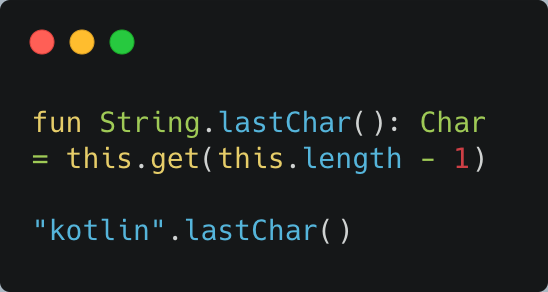 fun String.lastChar(): Char
= this.get(this.length - 1)
"kotlin".lastChar()